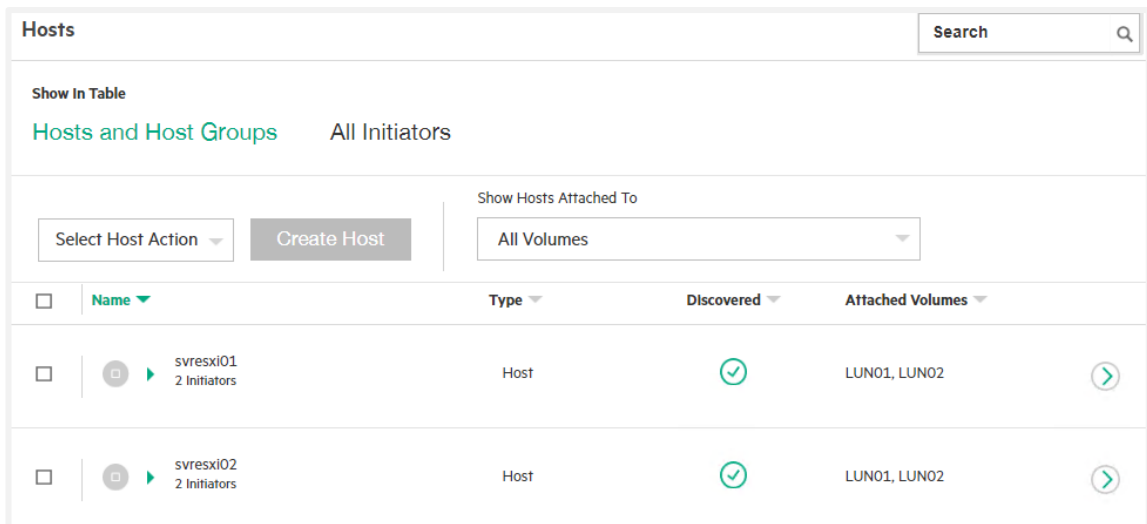 Hosts
Search
Show In Table
Hosts and Host Groups All Initiators
Show Hosts Attached To
Select Host Action Create Host All Volumes
Name Type Discovered Attached Volumes
svresxi01
2 Initiators
Host LUN01, LUN02
svresxi02
2 Initiators
Host LUN01, LUN02